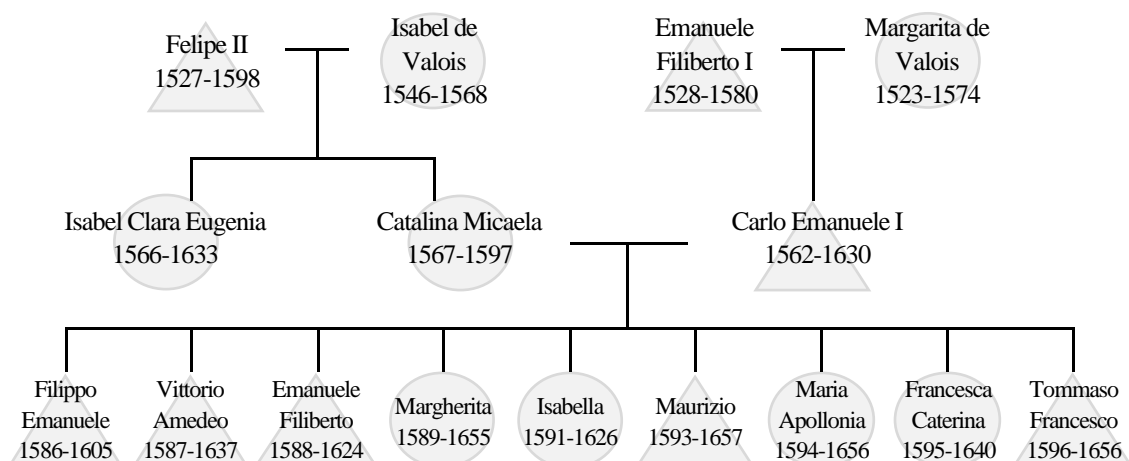 Felipe II
1527-1598
Isabel de
Valois
1546-1568
Emanuele
Filiberto I
1528-1580
Margarita de
Valois
1523-1574
Isabel Clara Eugenia
1566-1633
Catalina Micaela
1567-1597
Carlo Emanuele I
1562-1630
Filippo
Emanuele
1586-1605
Vittorio
Amedeo
1587-1637
Emanuele
Filiberto
1588-1624
Margherita
1589-1655
Isabella
1591-1626
Maurizio
1593-1657
Maria
Apollonia
1594-1656
Francesca
Caterina
1595-1640
Tommaso
Francesco
1596-1656